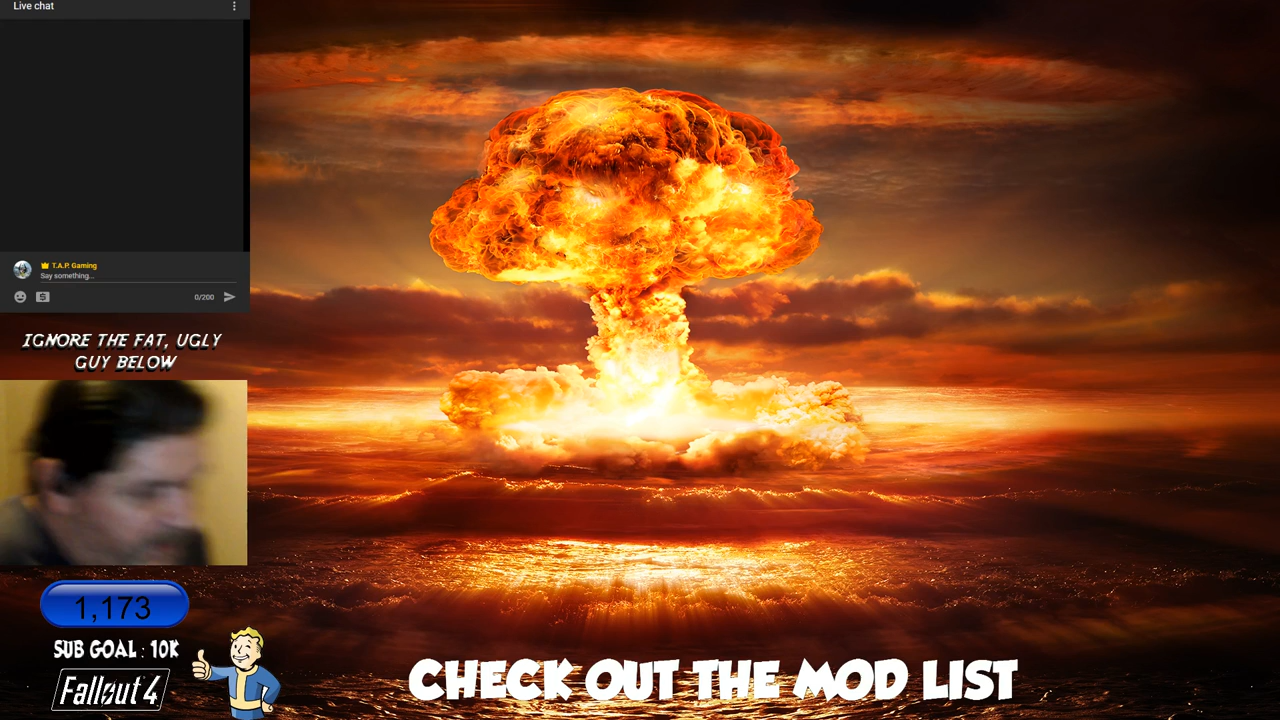 Live chat
T.A.P. Gaming
Say something...
0/200
IGNORE THE FAT, UGLY
GUY BELOW
1,173
SUB GOAL : 10K
Fallout 4
CHECK OUT THE MOD LIST